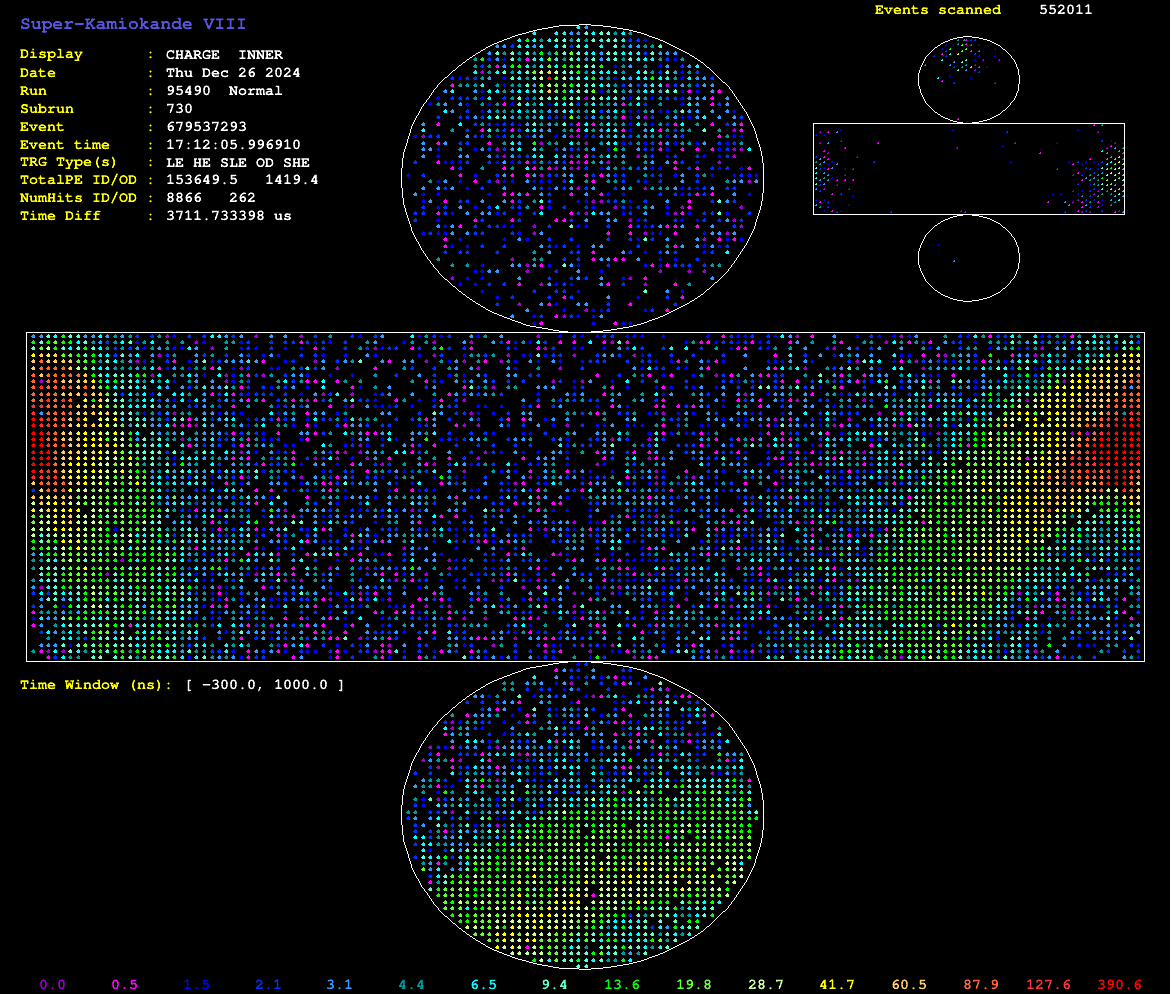 Super-Kamiokande VIII
Events scanned 552011
Display : CHARGE INNER
Date : Thu Dec 26 2024
Run : 95490 Normal
Subrun : 730
Event : 679537293
Event time : 17:12:05.996910
TRG Type(s) : LE HE SLE OD SHE
TotalPE ID/OD : 153649.5 1419.4
NumHits ID/OD : 8866 262
Time Diff : 3711.733398 us
Time Window (ns): [ −300.0, 1000.0 ]
0.0 0.5 1.5 2.1 3.1 4.4 6.5 9.4 13.6 19.8 28.7 41.7 60.5 87.9 127.6 390.6